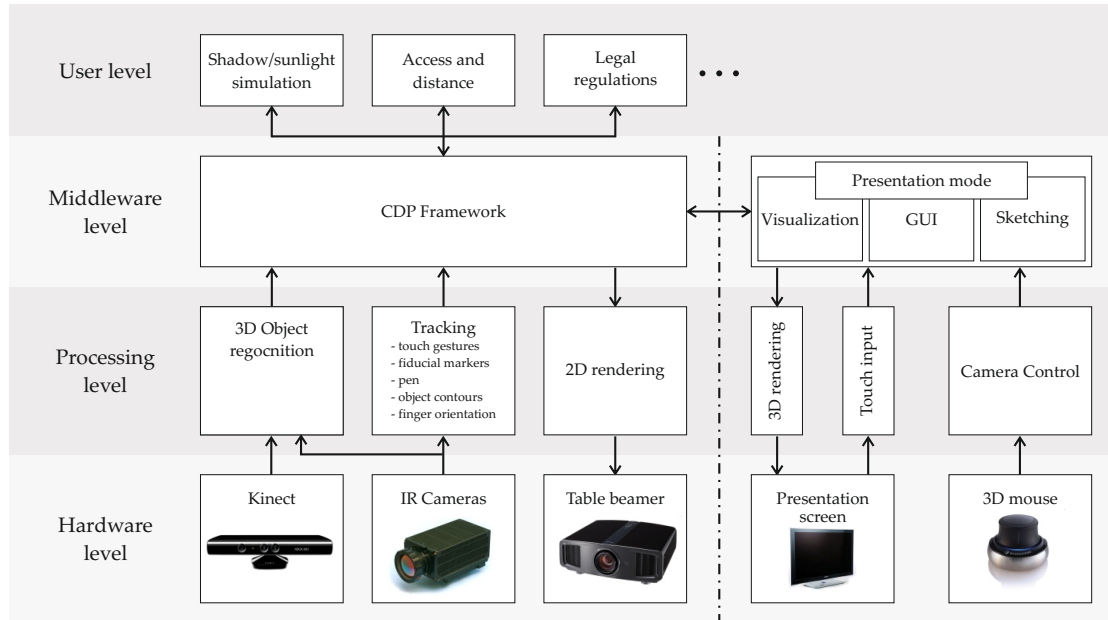 User level
Shadow/sunlight
simulation
Access and
distance
Legal
regulations
• • •
Middleware
level
CDP Framework
Presentation mode
Visualization
GUI
Sketching
Processing
level
3D Object
regocnition
Tracking
- touch gestures
- fiducial markers
- pen
- object contours
- finger orientation
2D rendering
3D rendering
Touch input
Camera Control
Hardware
level
Kinect
IR Cameras
Table beamer
Presentation
screen
3D mouse